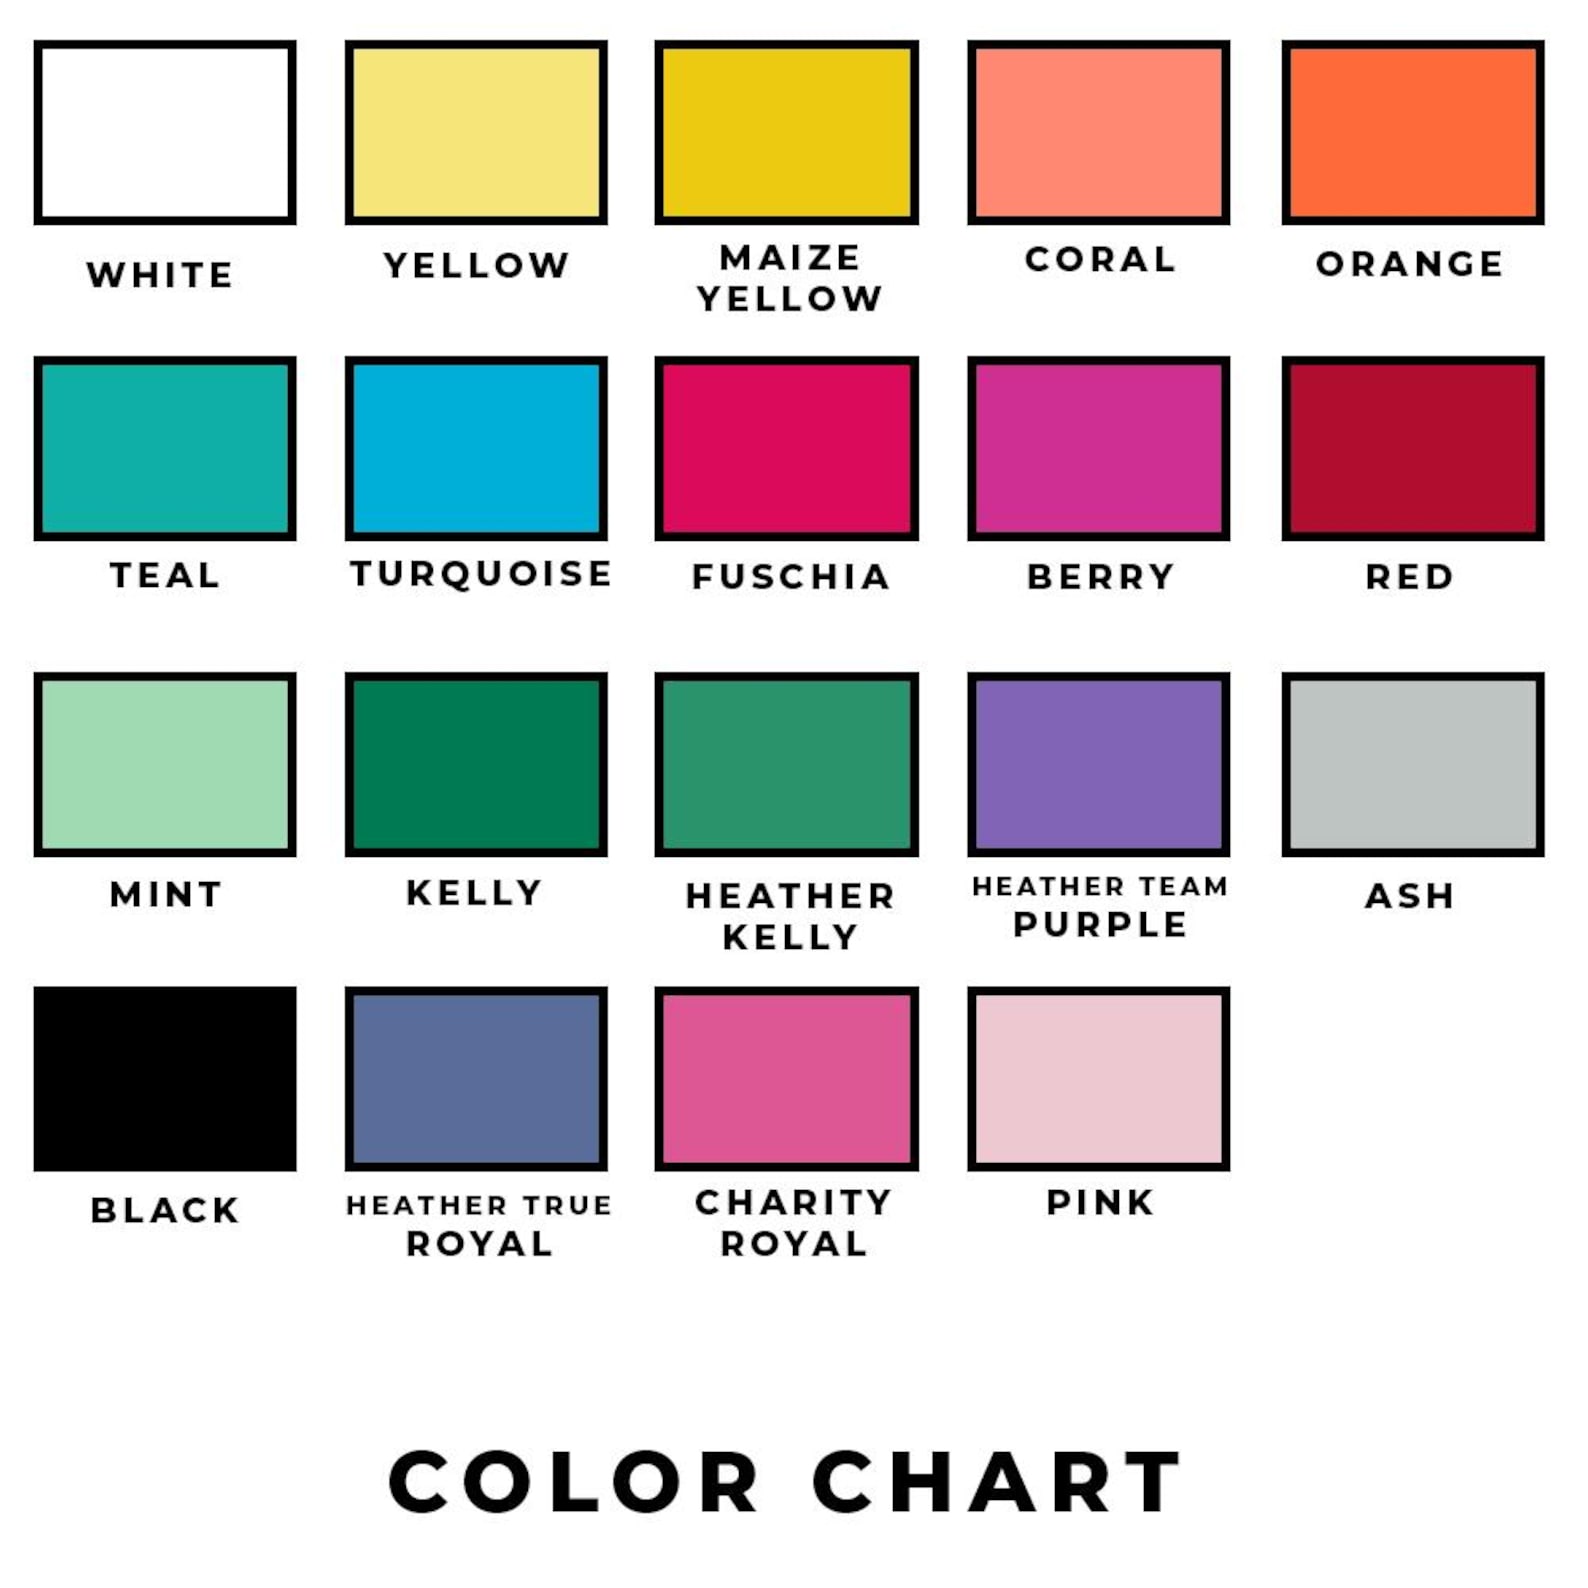 WHITE
YELLOW
MAIZE
YELLOW
CORAL
ORANGE
TEAL
TURQUOISE
FUSCHIA
BERRY
RED
MINT
KELLY
HEATHER
KELLY
HEATHER TEAM
PURPLE
ASH
BLACK
HEATHER TRUE
ROYAL
CHARITY
ROYAL
PINK
COLOR CHART